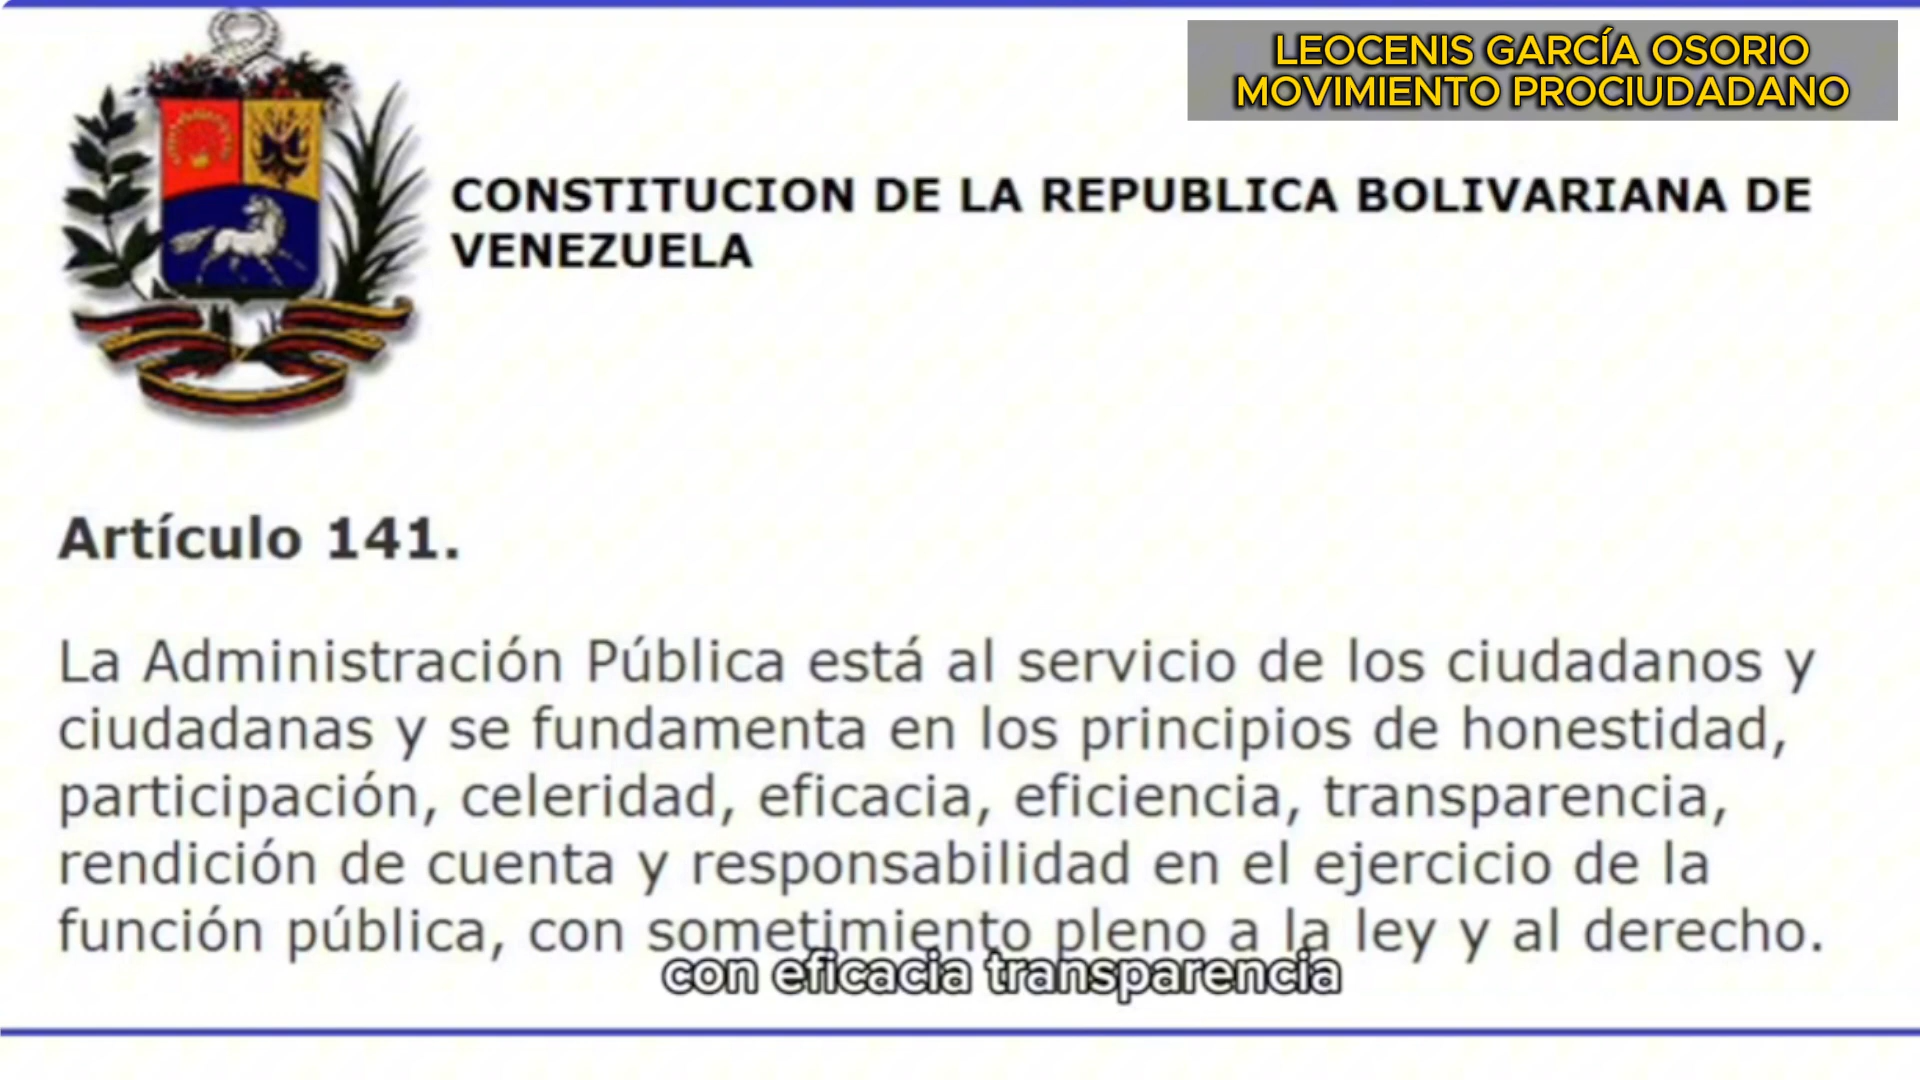 LEOCENIS GARCÍA OSORIO
MOVIMIENTO PROCIUDADANO
CONSTITUCION DE LA REPUBLICA BOLIVARIANA DE
VENEZUELA
Artículo 141.
La Administración Pública está al servicio de los ciudadanos y
ciudadanas y se fundamenta en los principios de honestidad,
participación, celeridad, eficacia, eficiencia, transparencia,
rendición de cuenta y responsabilidad en el ejercicio de la
función pública, con sometimiento pleno a la ley y al derecho.
con eficacia transparencia